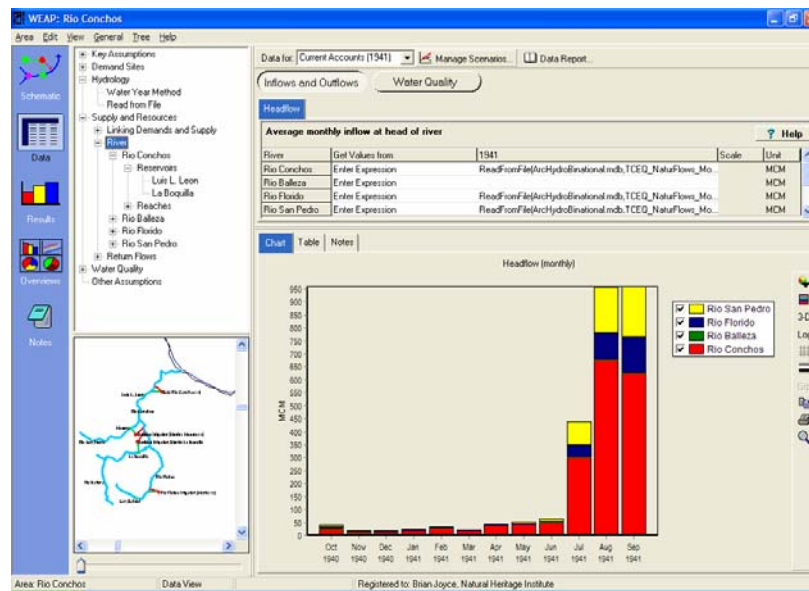 WEAP: Rio Conchos
Area Edit View General Tree Help
Schematic
Data
Results
Overviews
Notes
Key Assumptions
Demand Sites
Hydrology
Water Year Method
Read from File
Supply and Resources
Linking Demands and Supply
River
Rio Conchos
Reservoirs
Luis L. Leon
La Boquilla
Reaches
Rio Balleza
Rio Florido
Rio San Pedro
Return Flows
Water Quality
Other Assumptions
Data for: Current Accounts (1941) Manage Scenarios... Data Report...
Inflows and Outflows Water Quality
Headflow
Average monthly inflow at head of river ? Help
River Get Values from 1941 Scale Unit
Rio Conchos Enter Expression ReadFromFile(ArcHydroBinational.mdb,TCEQ_NaturFlows_Mo... MCM
Rio Balleza Enter Expression MCM
Rio Florido Enter Expression ReadFromFile(ArcHydroBinational.mdb,TCEQ_NaturFlows_Mo... MCM
Rio San Pedro Enter Expression ReadFromFile(ArcHydroBinational.mdb,TCEQ_NaturFlows_Mo... MCM
Chart Table Notes
Headflow (monthly)
950
900
850
800
750
700
650
600
550
500
450
400
350
300
250
200
150
100
50
0
MCM
Oct Nov Dec Jan Feb Mar Apr May Jun Jul Aug Sep
1940 1940 1940 1941 1941 1941 1941 1941 1941 1941 1941 1941
Rio San Pedro
Rio Florido
Rio Balleza
Rio Conchos
3-D
Log
Area: Rio Conchos Data View Registered to: Brian Joyce, Natural Heritage Institute